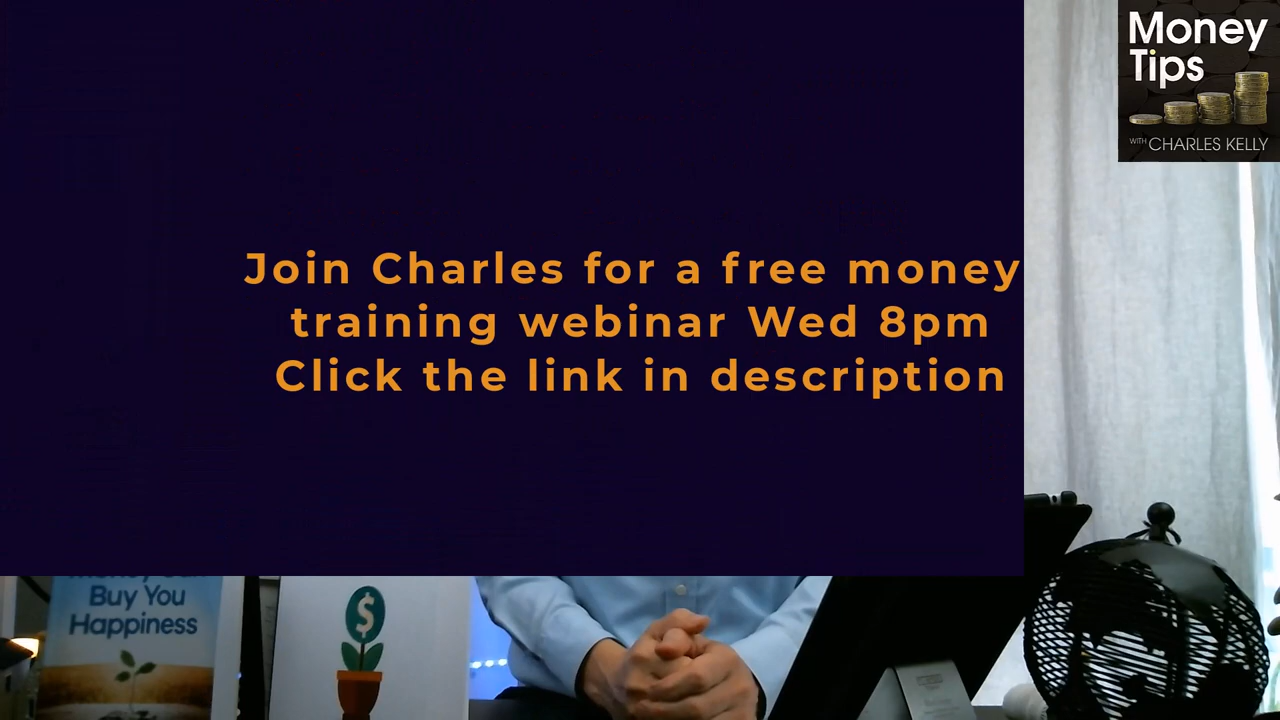 Money
Tips
WITH CHARLES KELLY
Join Charles for a free money
training webinar Wed 8pm
Click the link in description
Buy You
Happiness
$